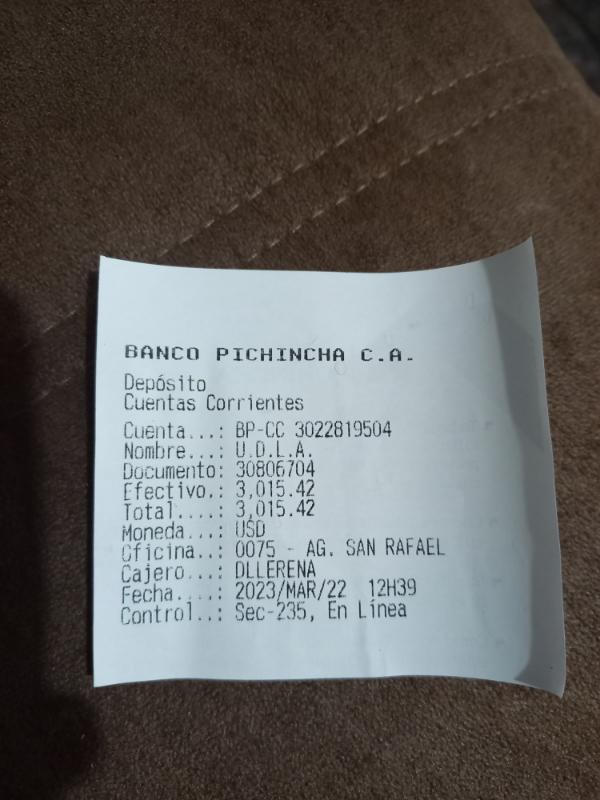 BANCO PICHINCHA C.A.
Depósito
Cuentas Corrientes
Cuenta...: BP-CC 3022819504
Nombre...: U.D.L.A.
Documento: 30806704
Efectivo.: 3,015.42
Total....: 3,015.42
Moneda...: USD
Oficina..: 0075 - AG. SAN RAFAEL
Cajero...: DLLERENA
Fecha....: 2023/MAR/22 12H39
Control..: Sec-235, En Línea